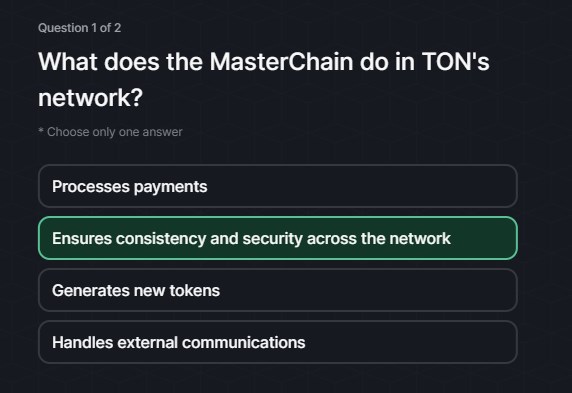 Question 1 of 2
What does the MasterChain do in TON's
network?
* Choose only one answer
Processes payments
Ensures consistency and security across the network
Generates new tokens
Handles external communications